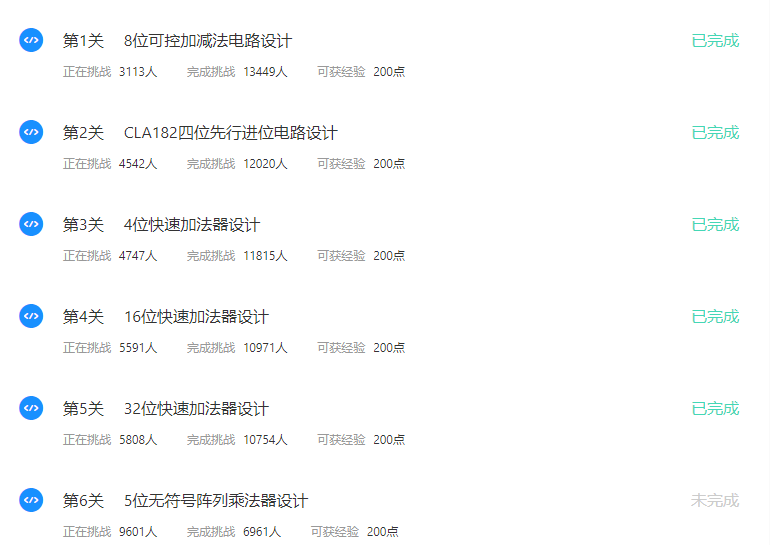 第1关 8位可控加减法电路设计 已完成
正在挑战 3113人 完成挑战 13449人 可获经验 200点
第2关 CLA182四位先行进位电路设计 已完成
正在挑战 4542人 完成挑战 12020人 可获经验 200点
第3关 4位快速加法器设计 已完成
正在挑战 4747人 完成挑战 11815人 可获经验 200点
第4关 16位快速加法器设计 已完成
正在挑战 5591人 完成挑战 10971人 可获经验 200点
第5关 32位快速加法器设计 已完成
正在挑战 5808人 完成挑战 10754人 可获经验 200点
第6关 5位无符号阵列乘法器设计 未完成
正在挑战 9601人 完成挑战 6961人 可获经验 200点